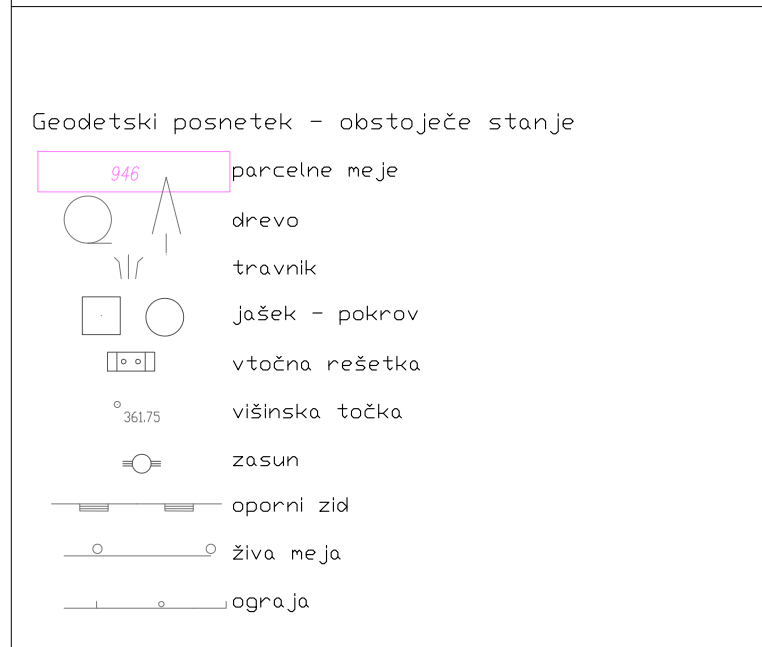 Geodetski posnetek - obstoječe stanje
946 parcelne meje
drevo
travnik
jašek - pokrov
vtočna rešetka
361.75 višinska točka
zasun
oporni zid
živa meja
ograja